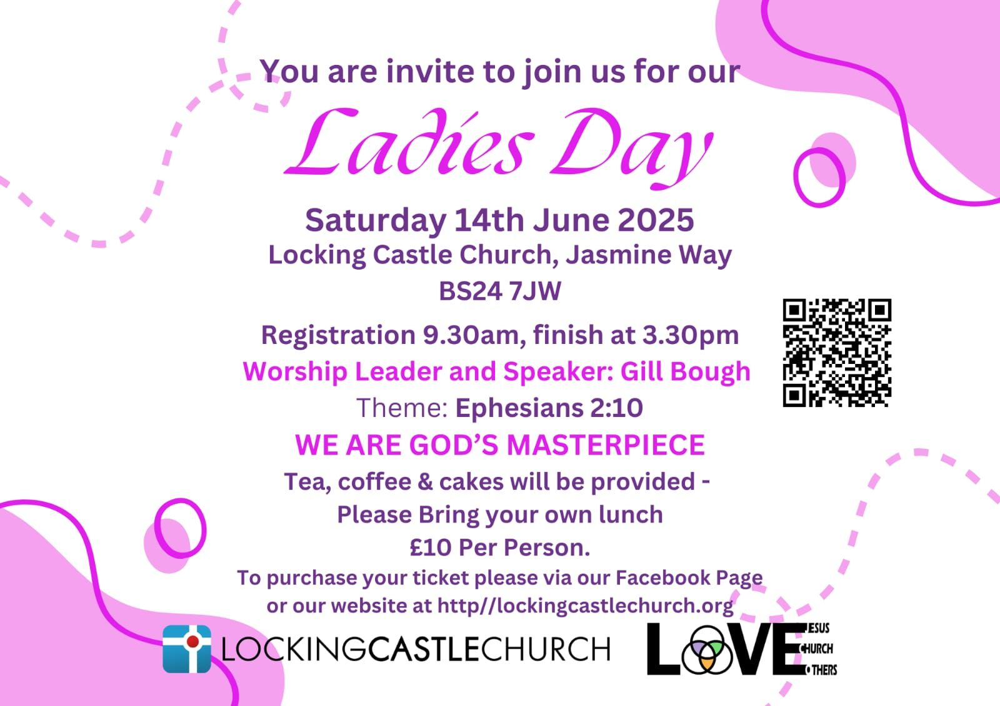 You are invite to join us for our
Ladies Day
Saturday 14th June 2025
Locking Castle Church, Jasmine Way
BS24 7JW
Registration 9.30am, finish at 3.30pm
Worship Leader and Speaker: Gill Bough
Theme: Ephesians 2:10
WE ARE GOD’S MASTERPIECE
Tea, coffee & cakes will be provided -
Please Bring your own lunch
£10 Per Person.
To purchase your ticket please via our Facebook Page
or our website at http//lockingcastlechurch.org
LOCKINGCASTLECHURCH
LOVE
JESUS
CHURCH
OTHERS